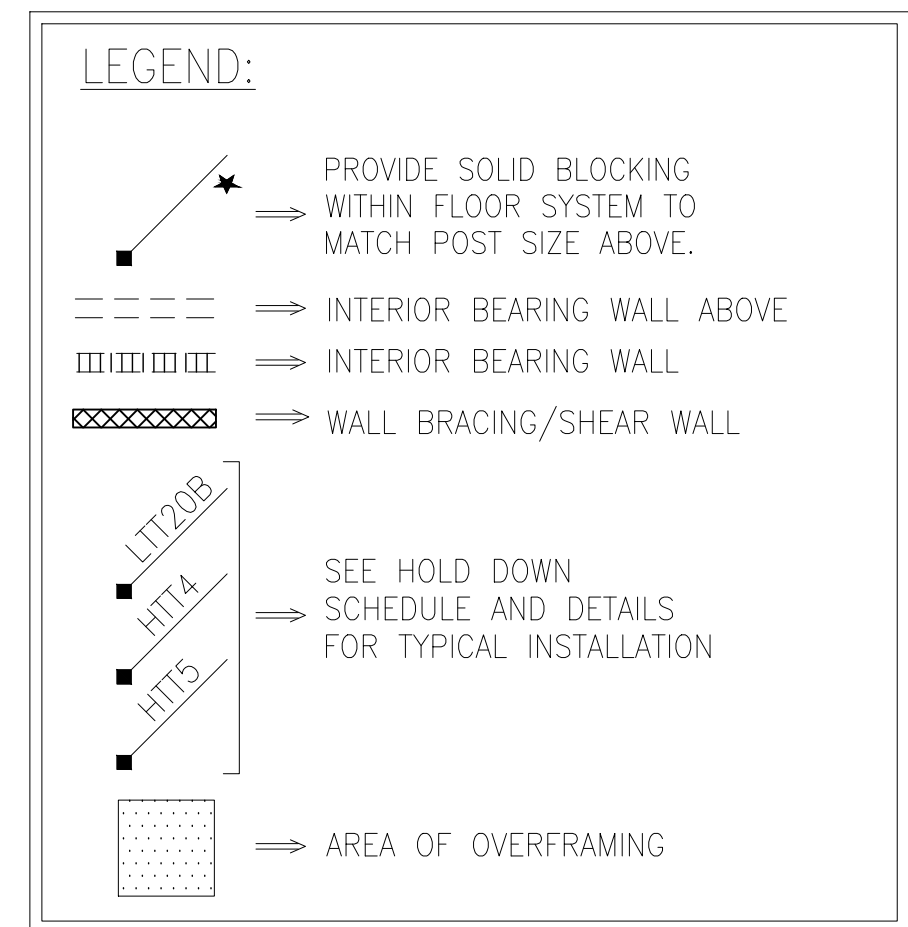 LEGEND:
PROVIDE SOLID BLOCKING
WITHIN FLOOR SYSTEM TO
MATCH POST SIZE ABOVE.
INTERIOR BEARING WALL ABOVE
INTERIOR BEARING WALL
WALL BRACING/SHEAR WALL
LTT20B
HTT4
HTT5
SEE HOLD DOWN
SCHEDULE AND DETAILS
FOR TYPICAL INSTALLATION
AREA OF OVERFRAMING